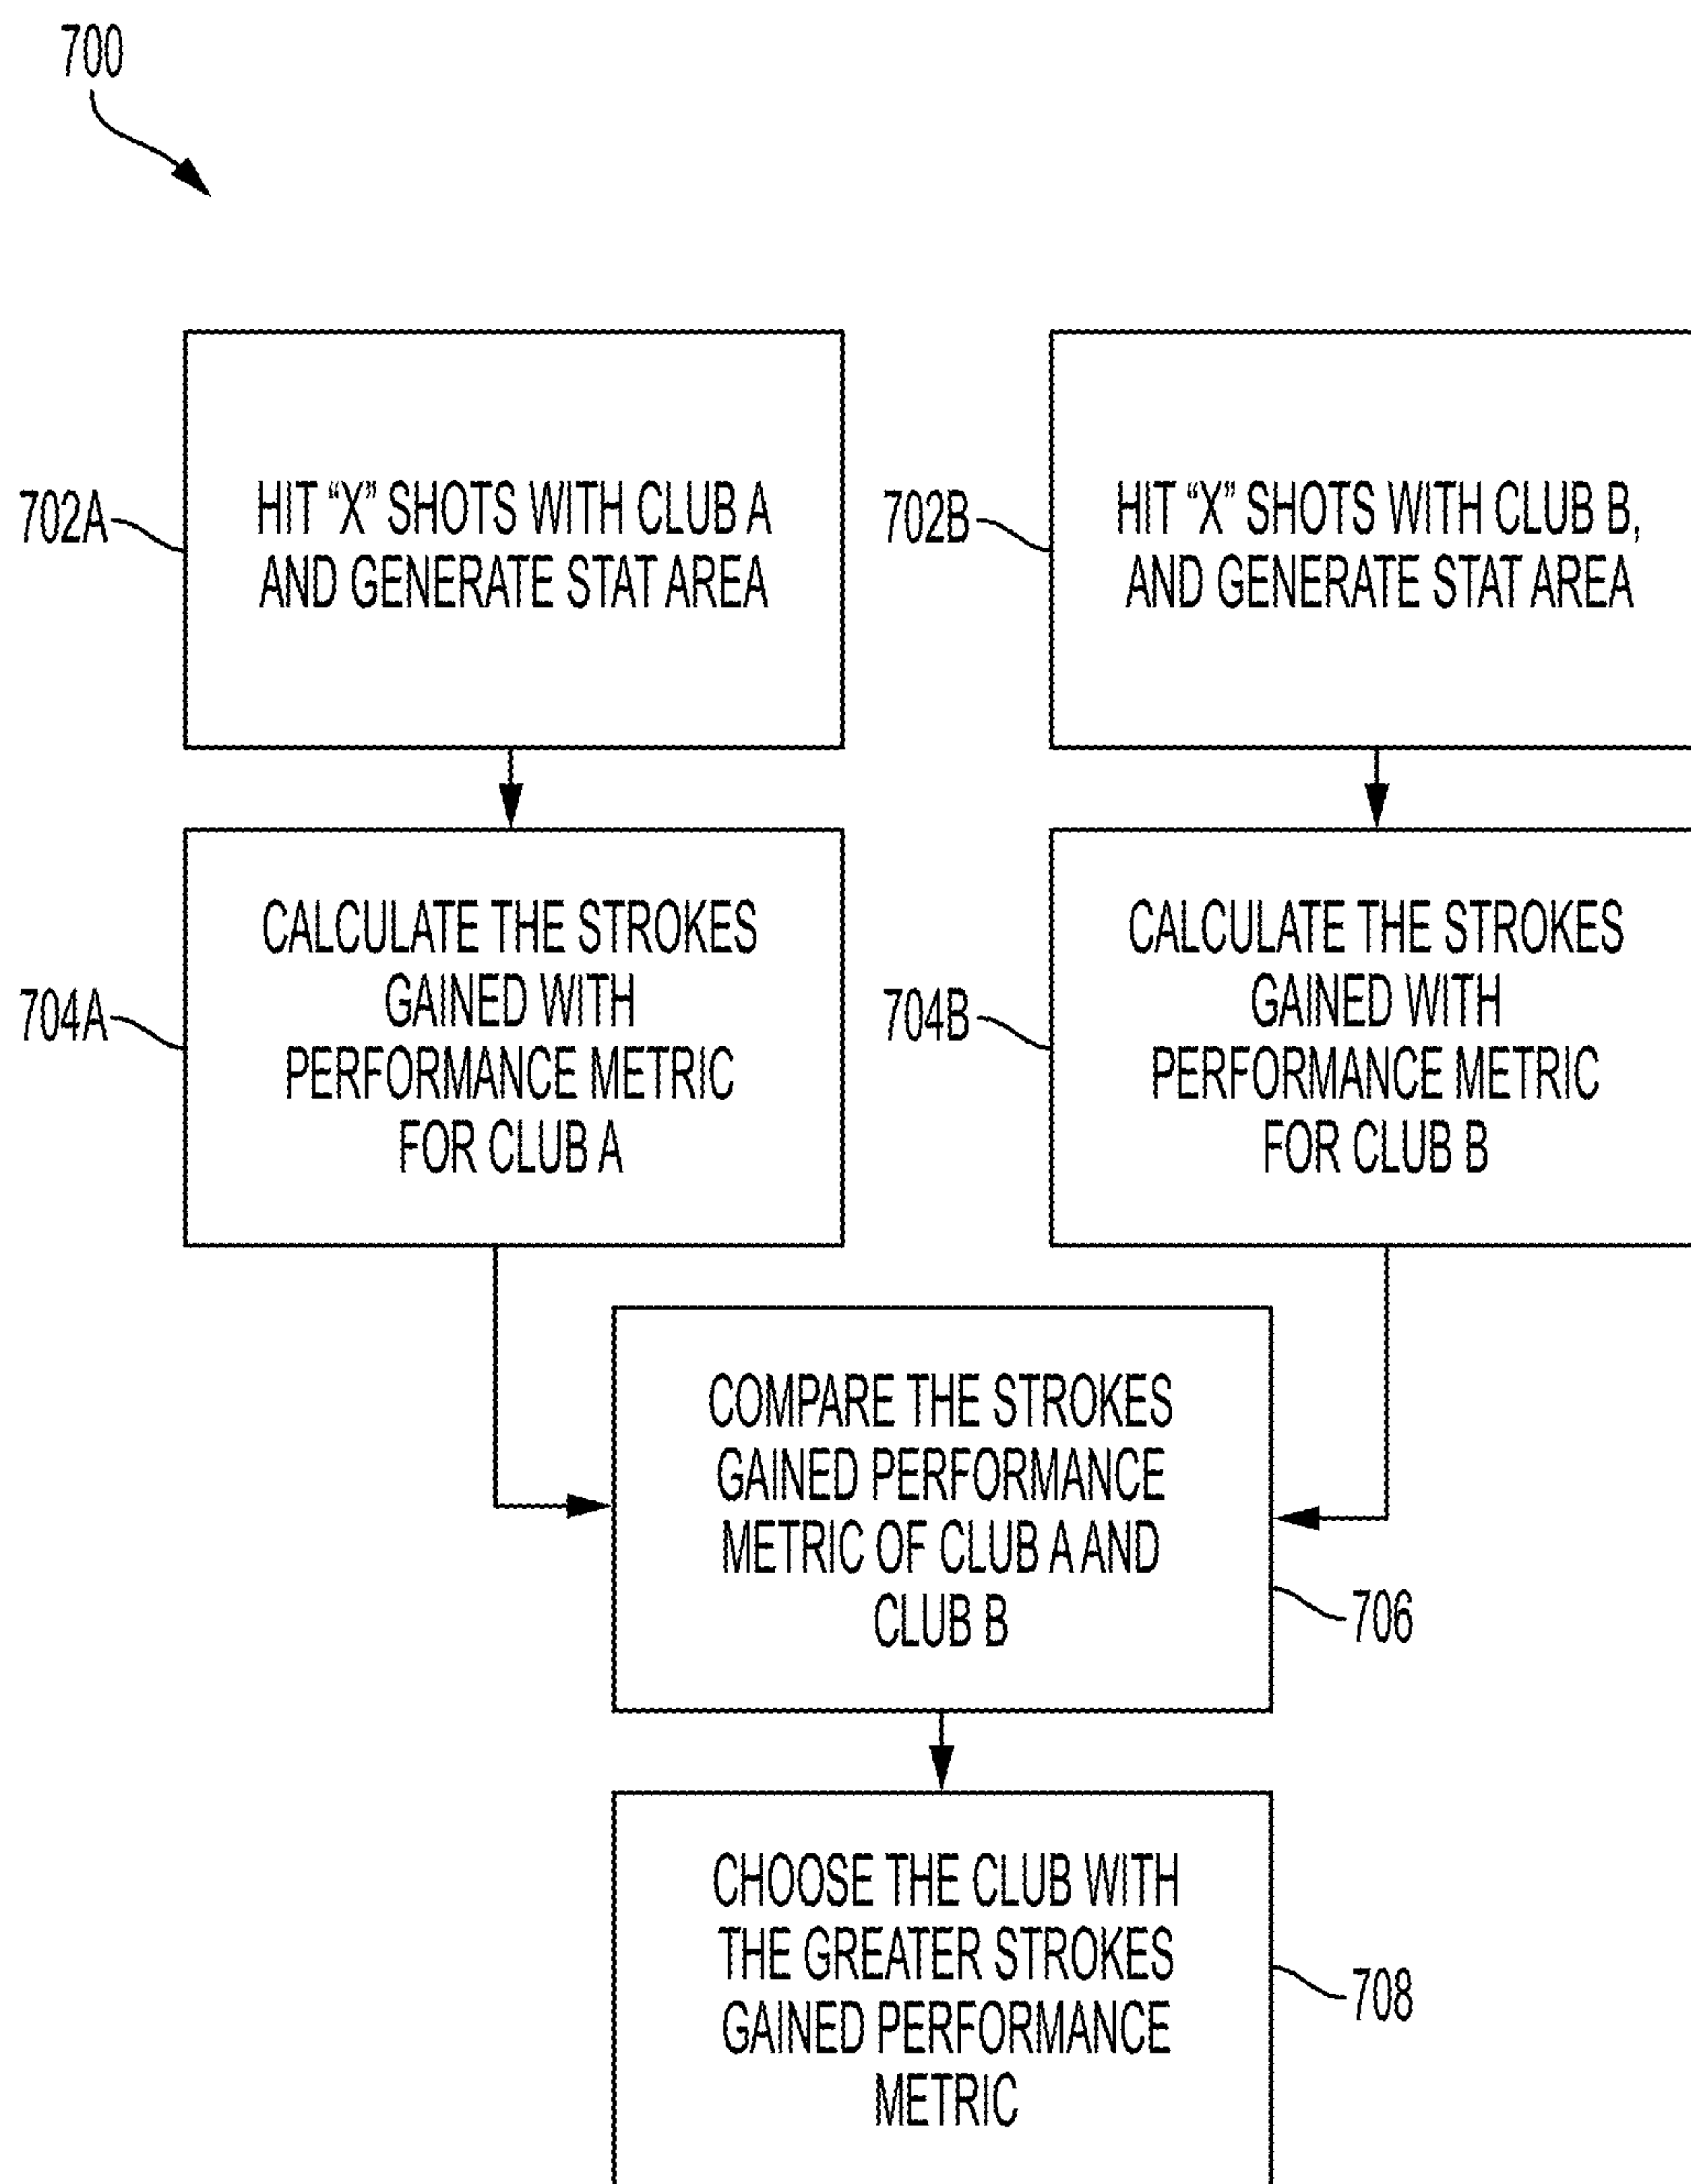 700
702A
HIT “X” SHOTS WITH CLUB A
AND GENERATE STAT AREA
702B
HIT “X” SHOTS WITH CLUB B,
AND GENERATE STAT AREA
704A
CALCULATE THE STROKES
GAINED WITH
PERFORMANCE METRIC
FOR CLUB A
704B
CALCULATE THE STROKES
GAINED WITH
PERFORMANCE METRIC
FOR CLUB B
COMPARE THE STROKES
GAINED PERFORMANCE
METRIC OF CLUB A AND
CLUB B
706
CHOOSE THE CLUB WITH
THE GREATER STROKES
GAINED PERFORMANCE
METRIC
708